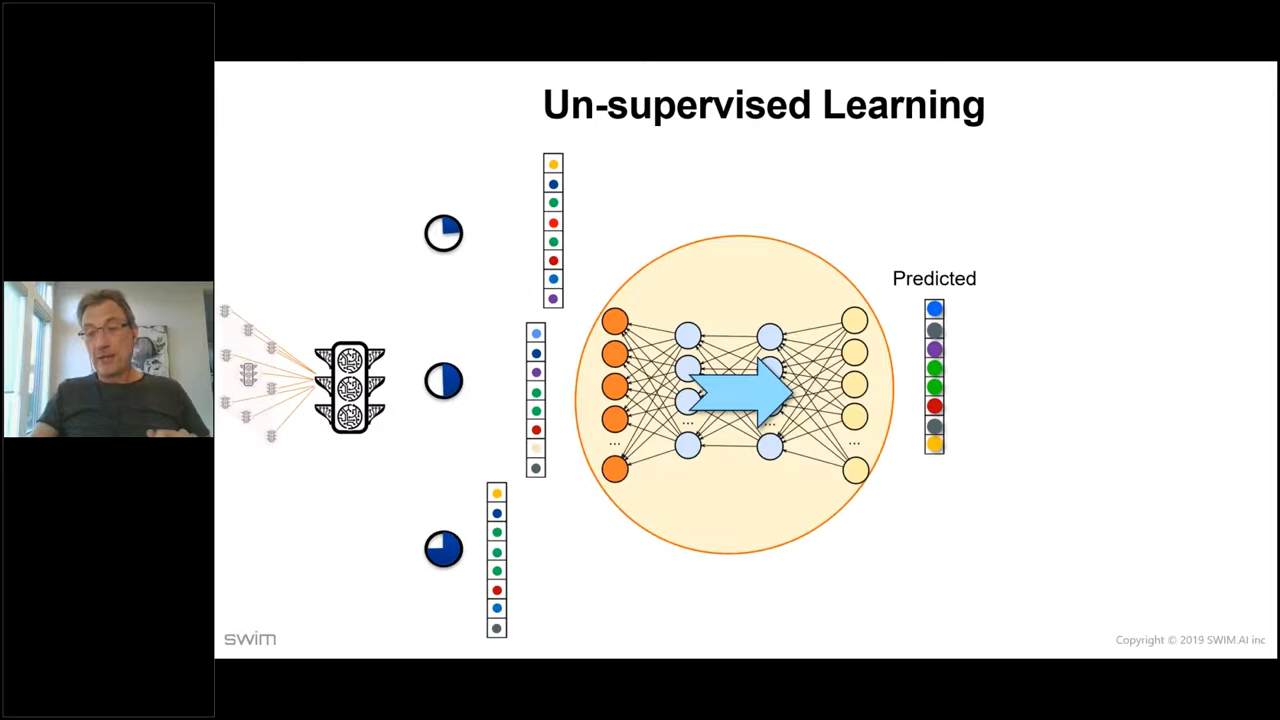 Un-supervised Learning
Predicted
...
...
...
...
swim
Copyright © 2019 SWIM.AI inc